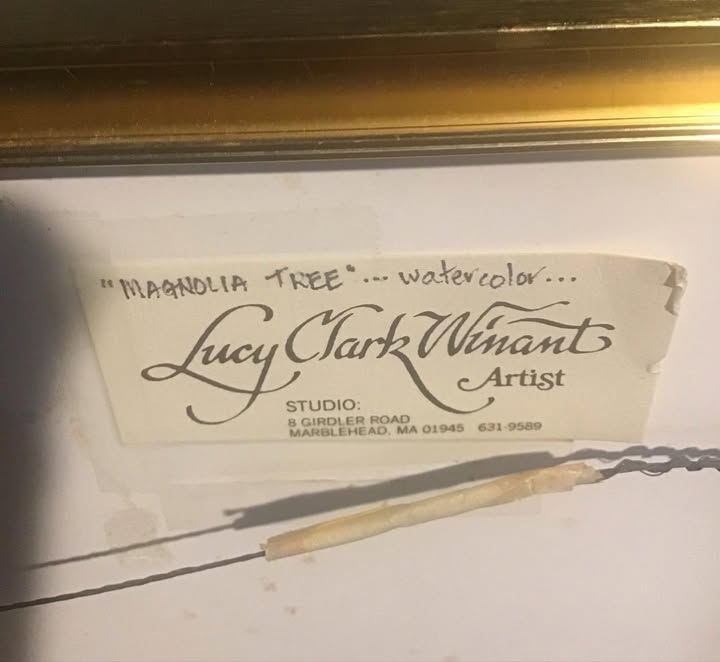 "MAGNOLIA TREE"... watercolor...
Lucy Clark Winant
Artist
STUDIO:
8 GIRDLER ROAD
MARBLEHEAD, MA 01945 631-9589